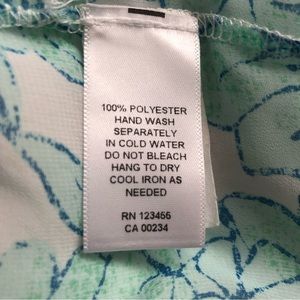 100% POLYESTER
HAND WASH
SEPARATELY
IN COLD WATER
DO NOT BLEACH
HANG TO DRY
COOL IRON AS
NEEDED
RN 123456
CA 00234